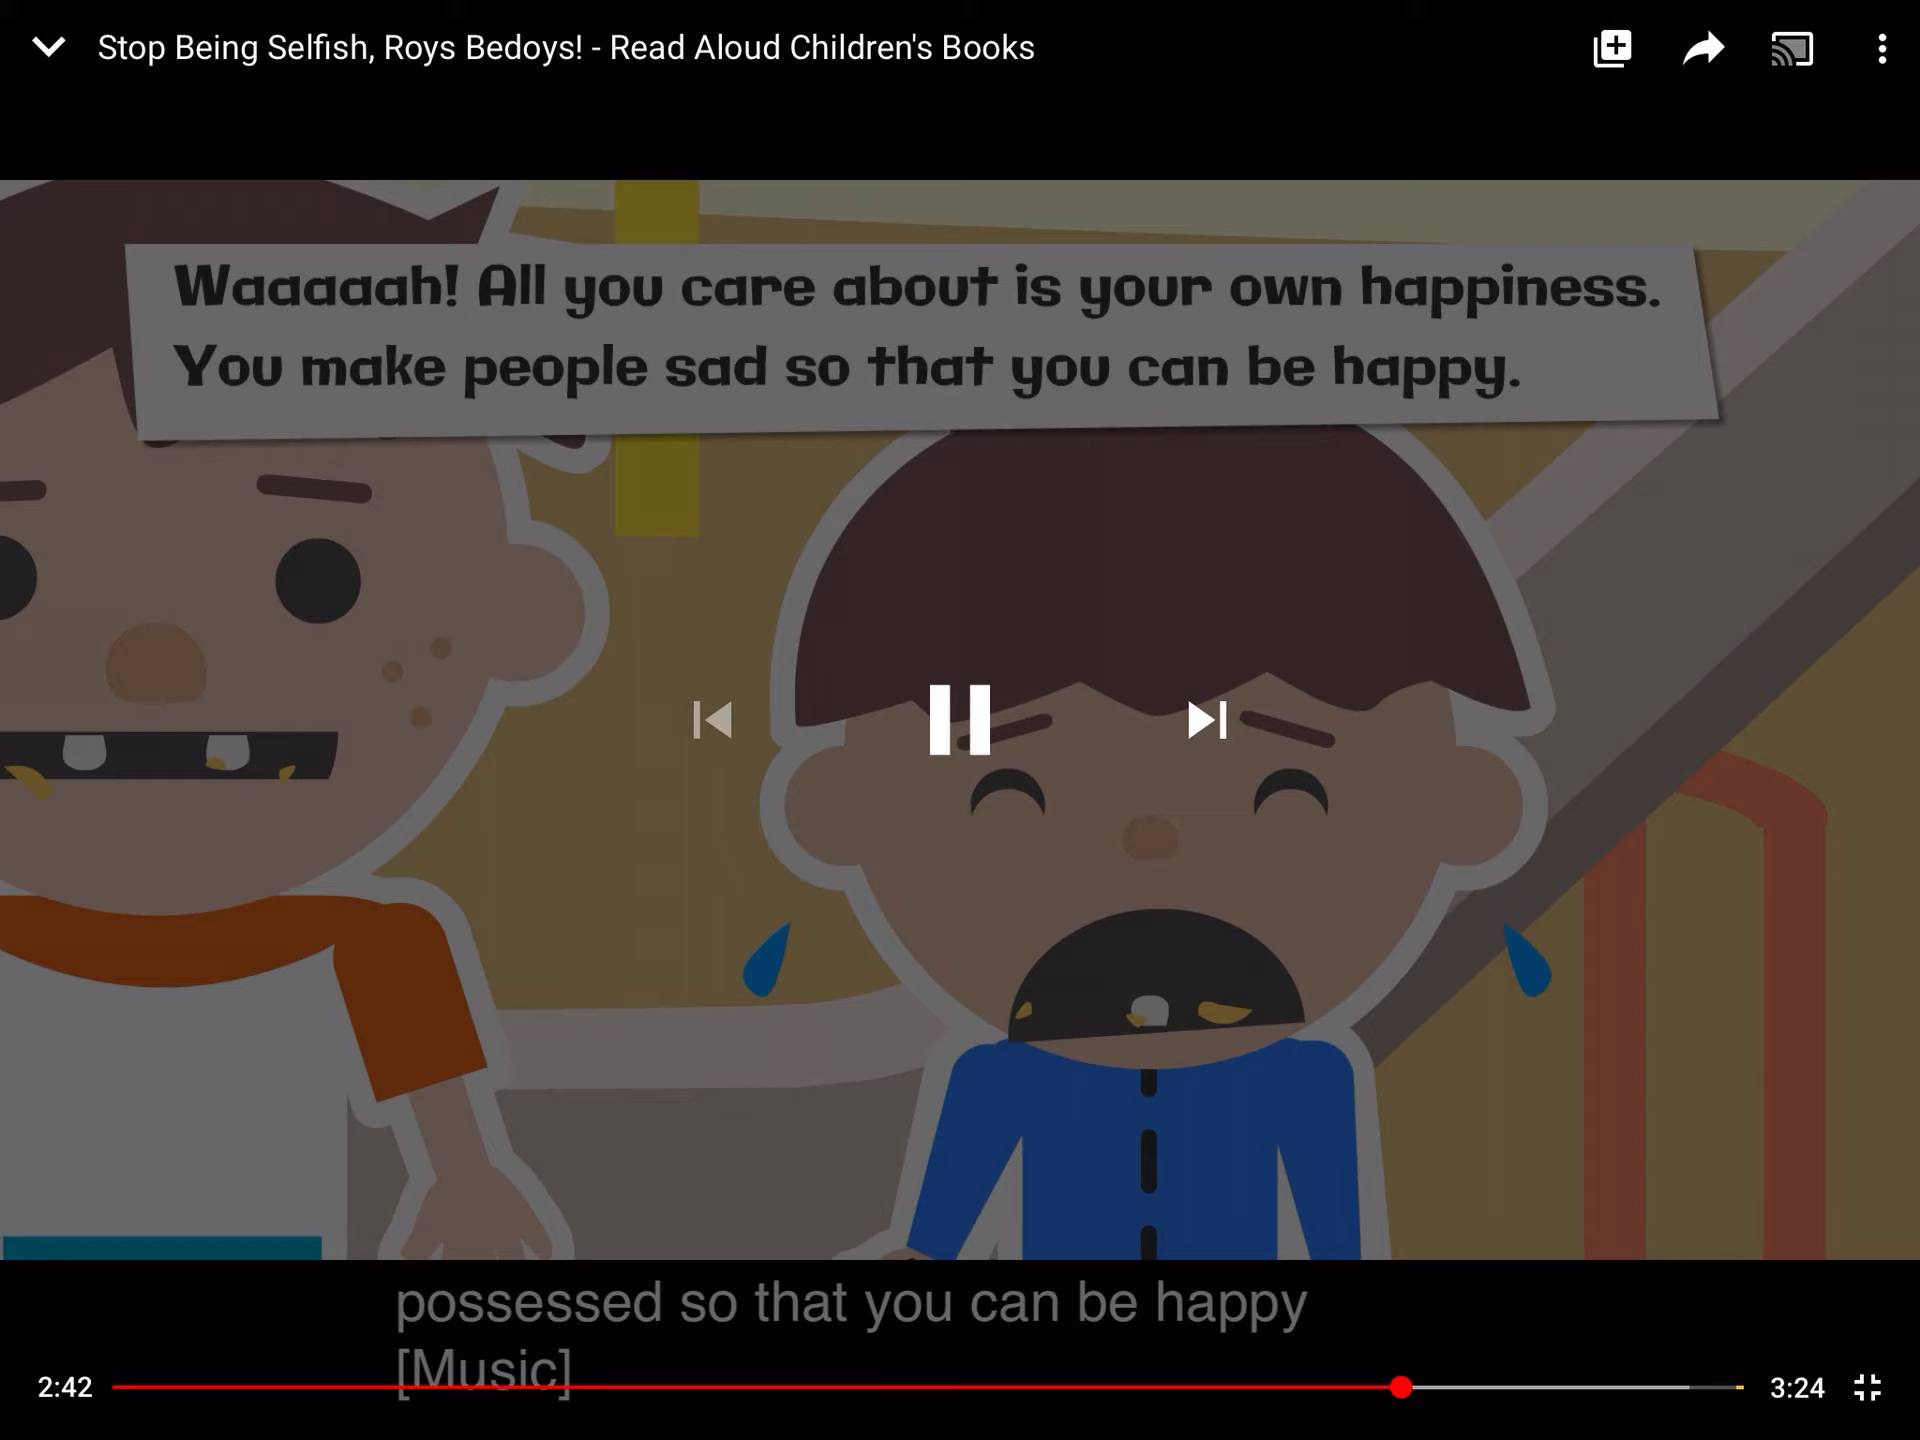 Stop Being Selfish, Roys Bedoys! - Read Aloud Children's Books
Waaaaah! All you care about is your own happiness.
You make people sad so that you can be happy.
possessed so that you can be happy
[Music]
2:42
3:24